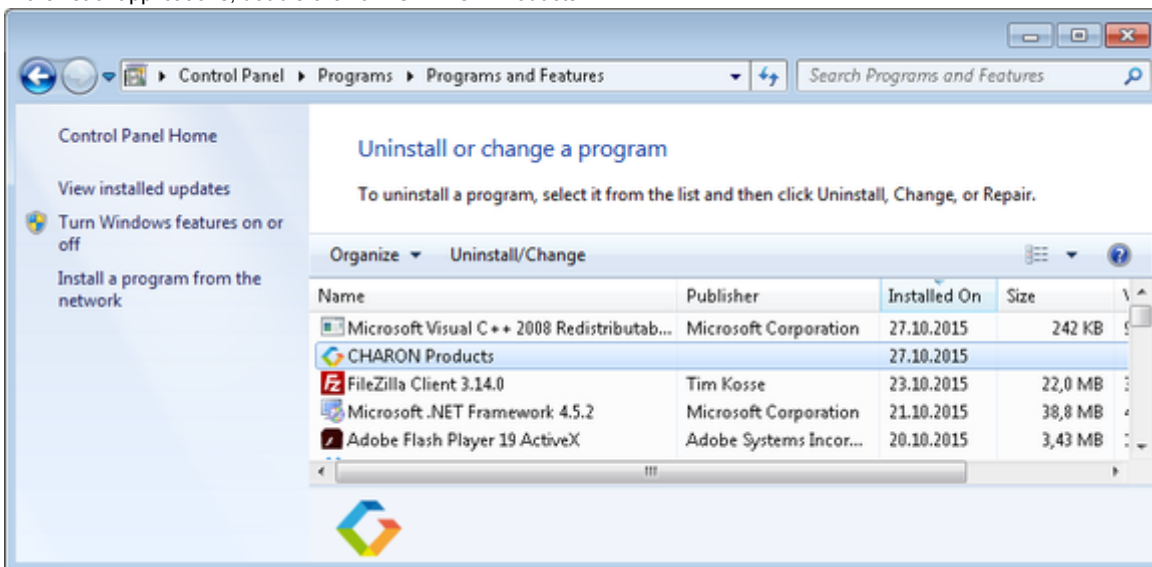 Control Panel ▸ Programs ▸ Programs and Features
Search Programs and Features
Control Panel Home
View installed updates
Turn Windows features on or
off
Install a program from the
network
Uninstall or change a program
To uninstall a program, select it from the list and then click Uninstall, Change, or Repair.
Organize Uninstall/Change
Name Publisher Installed On Size
Microsoft Visual C++ 2008 Redistributab... Microsoft Corporation 27.10.2015 242 KB
CHARON Products 27.10.2015
FileZilla Client 3.14.0 Tim Kosse 23.10.2015 22,0 MB
Microsoft .NET Framework 4.5.2 Microsoft Corporation 21.10.2015 38,8 MB
Adobe Flash Player 19 ActiveX Adobe Systems Incor... 20.10.2015 3,43 MB